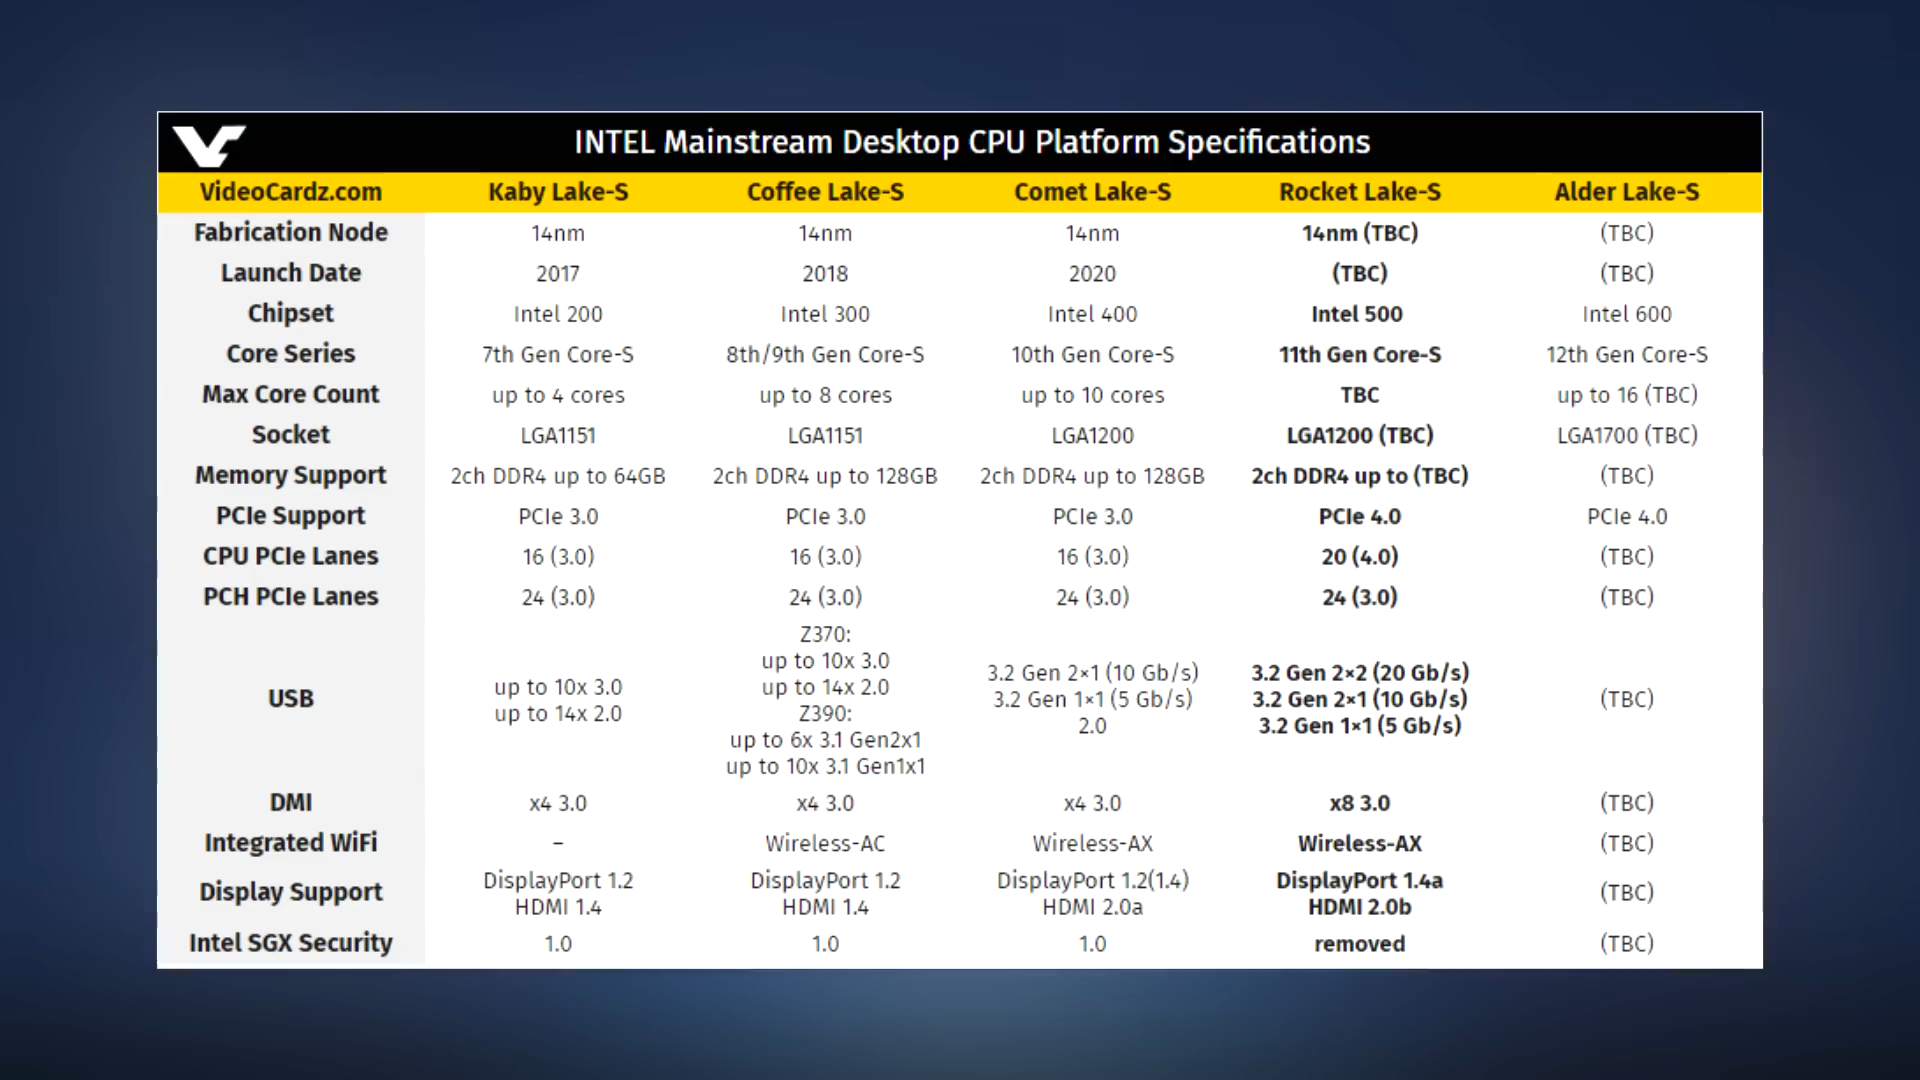 INTEL Mainstream Desktop CPU Platform Specifications
VideoCardz.com Kaby Lake-S Coffee Lake-S Comet Lake-S Rocket Lake-S Alder Lake-S
Fabrication Node 14nm 14nm 14nm 14nm (TBC) (TBC)
Launch Date 2017 2018 2020 (TBC) (TBC)
Chipset Intel 200 Intel 300 Intel 400 Intel 500 Intel 600
Core Series 7th Gen Core-S 8th/9th Gen Core-S 10th Gen Core-S 11th Gen Core-S 12th Gen Core-S
Max Core Count up to 4 cores up to 8 cores up to 10 cores TBC up to 16 (TBC)
Socket LGA1151 LGA1151 LGA1200 LGA1200 (TBC) LGA1700 (TBC)
Memory Support 2ch DDR4 up to 64GB 2ch DDR4 up to 128GB 2ch DDR4 up to 128GB 2ch DDR4 up to (TBC) (TBC)
PCIe Support PCIe 3.0 PCIe 3.0 PCIe 3.0 PCIe 4.0 PCIe 4.0
CPU PCIe Lanes 16 (3.0) 16 (3.0) 16 (3.0) 20 (4.0) (TBC)
PCH PCIe Lanes 24 (3.0) 24 (3.0) 24 (3.0) 24 (3.0) (TBC)
USB
up to 10x 3.0
up to 14x 2.0
Z370:
up to 10x 3.0
up to 14x 2.0
Z390:
up to 6x 3.1 Gen2x1
up to 10x 3.1 Gen1x1
3.2 Gen 2×1 (10 Gb/s)
3.2 Gen 1×1 (5 Gb/s)
2.0
3.2 Gen 2×2 (20 Gb/s)
3.2 Gen 2×1 (10 Gb/s)
3.2 Gen 1×1 (5 Gb/s)
(TBC)
DMI x4 3.0 x4 3.0 x4 3.0 x8 3.0 (TBC)
Integrated WiFi – Wireless-AC Wireless-AX Wireless-AX (TBC)
Display Support
DisplayPort 1.2
HDMI 1.4
DisplayPort 1.2
HDMI 1.4
DisplayPort 1.2(1.4)
HDMI 2.0a
DisplayPort 1.4a
HDMI 2.0b
(TBC)
Intel SGX Security 1.0 1.0 1.0 removed (TBC)